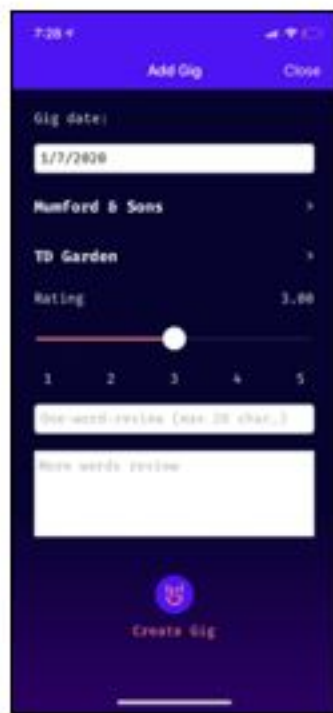 7:28
Add Gig Close
Gig date:
1/7/2020
Mumford & Sons >
TD Garden >
Rating 3.00
1 2 3 4 5
One-word-review (max 20 char.)
More words review
Create Gig